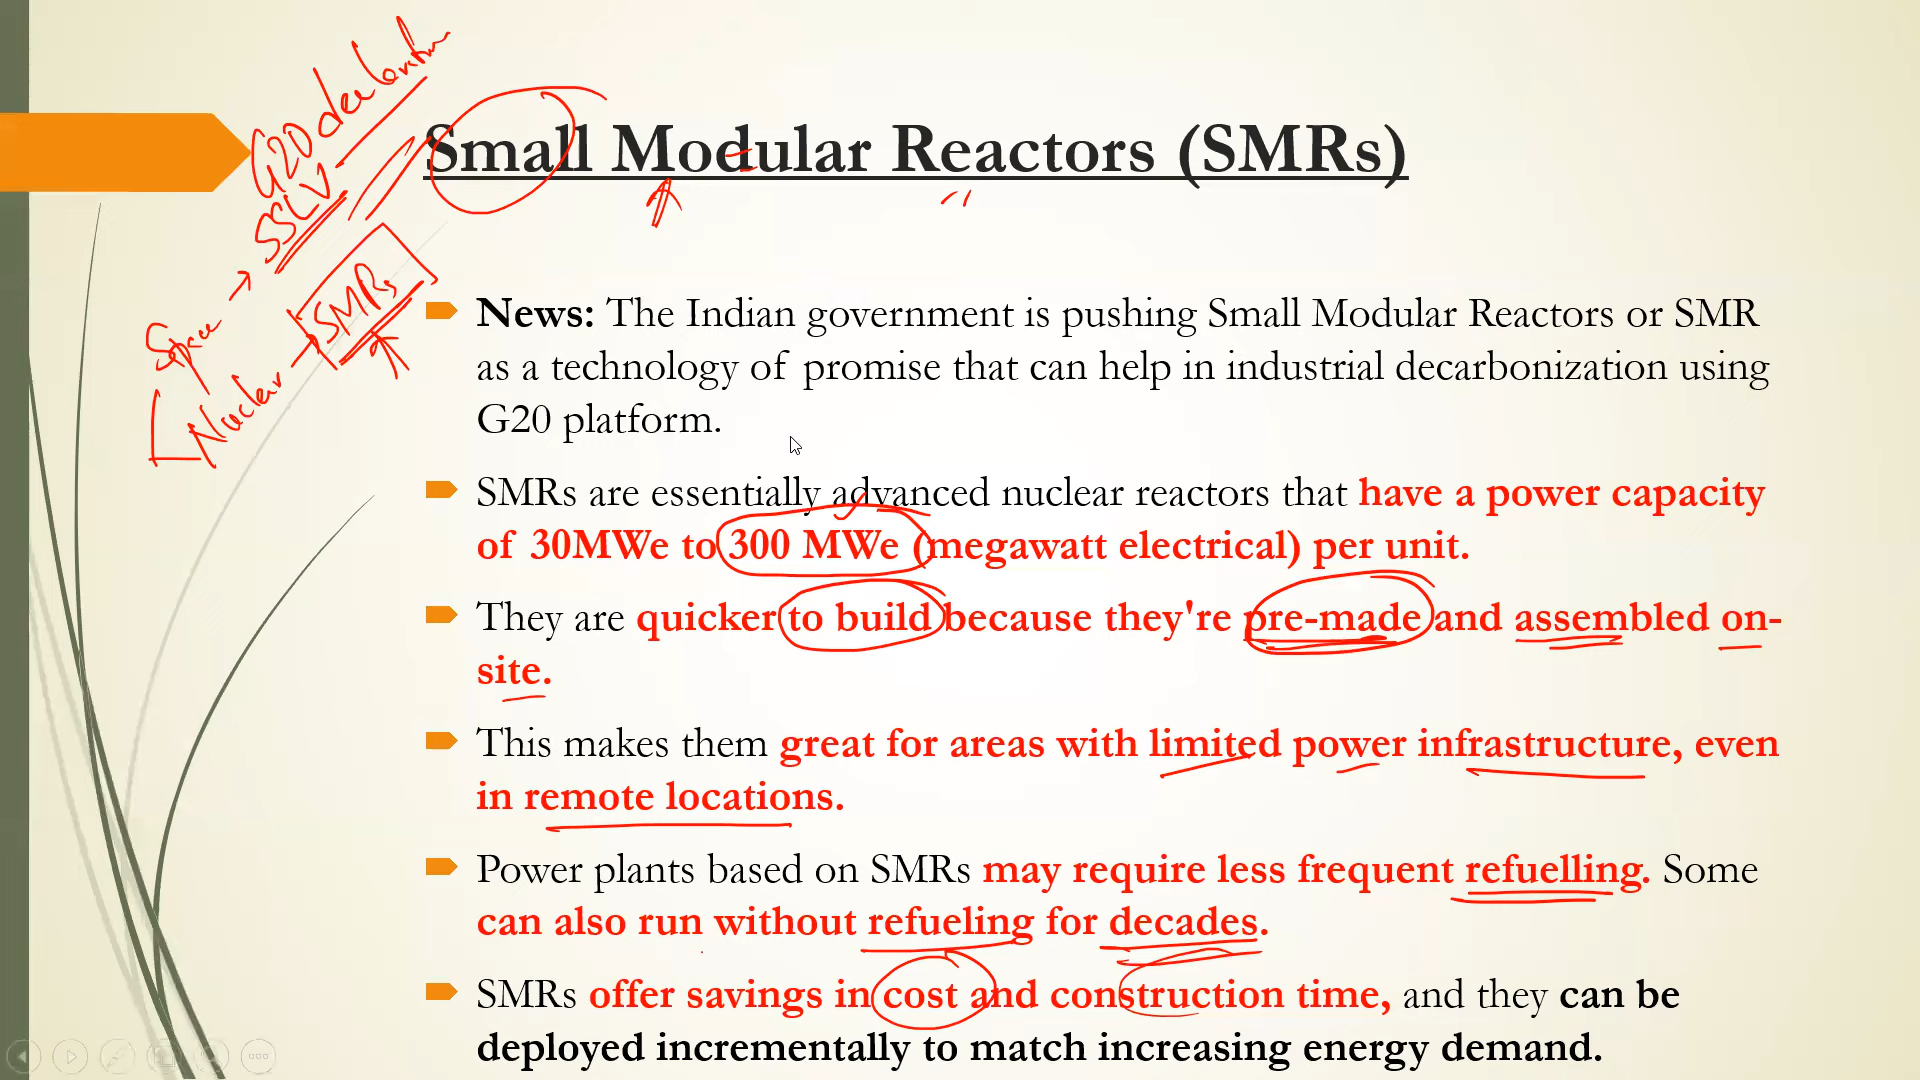 G20 declaration
SSLV
Space → 
Nuclear → SMRs
Small Modular Reactors (SMRs)
News: The Indian government is pushing Small Modular Reactors or SMR
as a technology of promise that can help in industrial decarbonization using
G20 platform.
SMRs are essentially advanced nuclear reactors that have a power capacity
of 30MWe to 300 MWe (megawatt electrical) per unit.
They are quicker to build because they're pre-made and assembled on-
site.
This makes them great for areas with limited power infrastructure, even
in remote locations.
Power plants based on SMRs may require less frequent refuelling. Some
can also run without refueling for decades.
SMRs offer savings in cost and construction time, and they can be
deployed incrementally to match increasing energy demand.